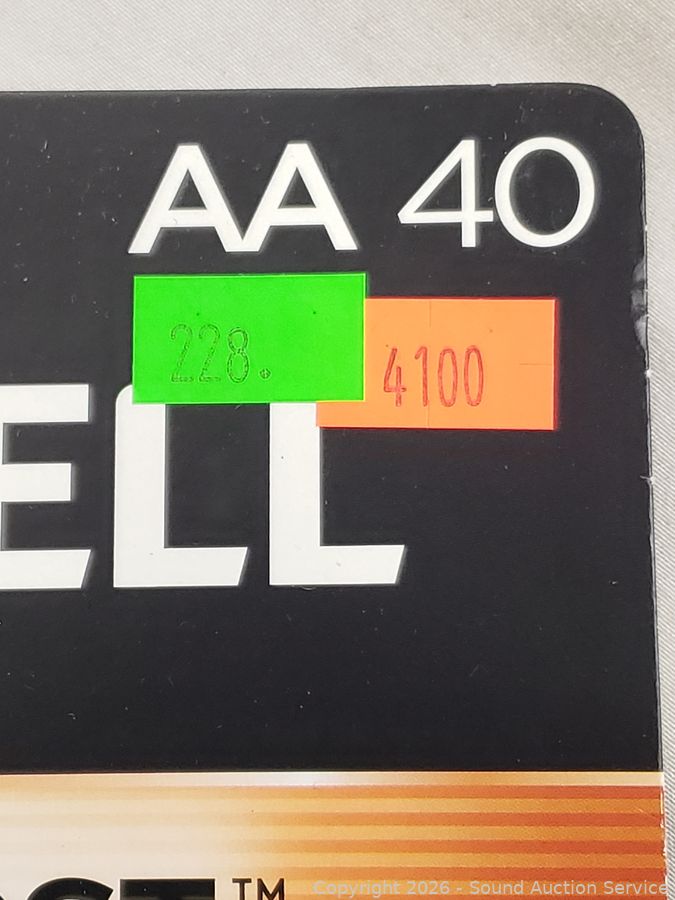 AA 40
228.
4100
ELL
TM
Copyright 2026 - Sound Auction Service